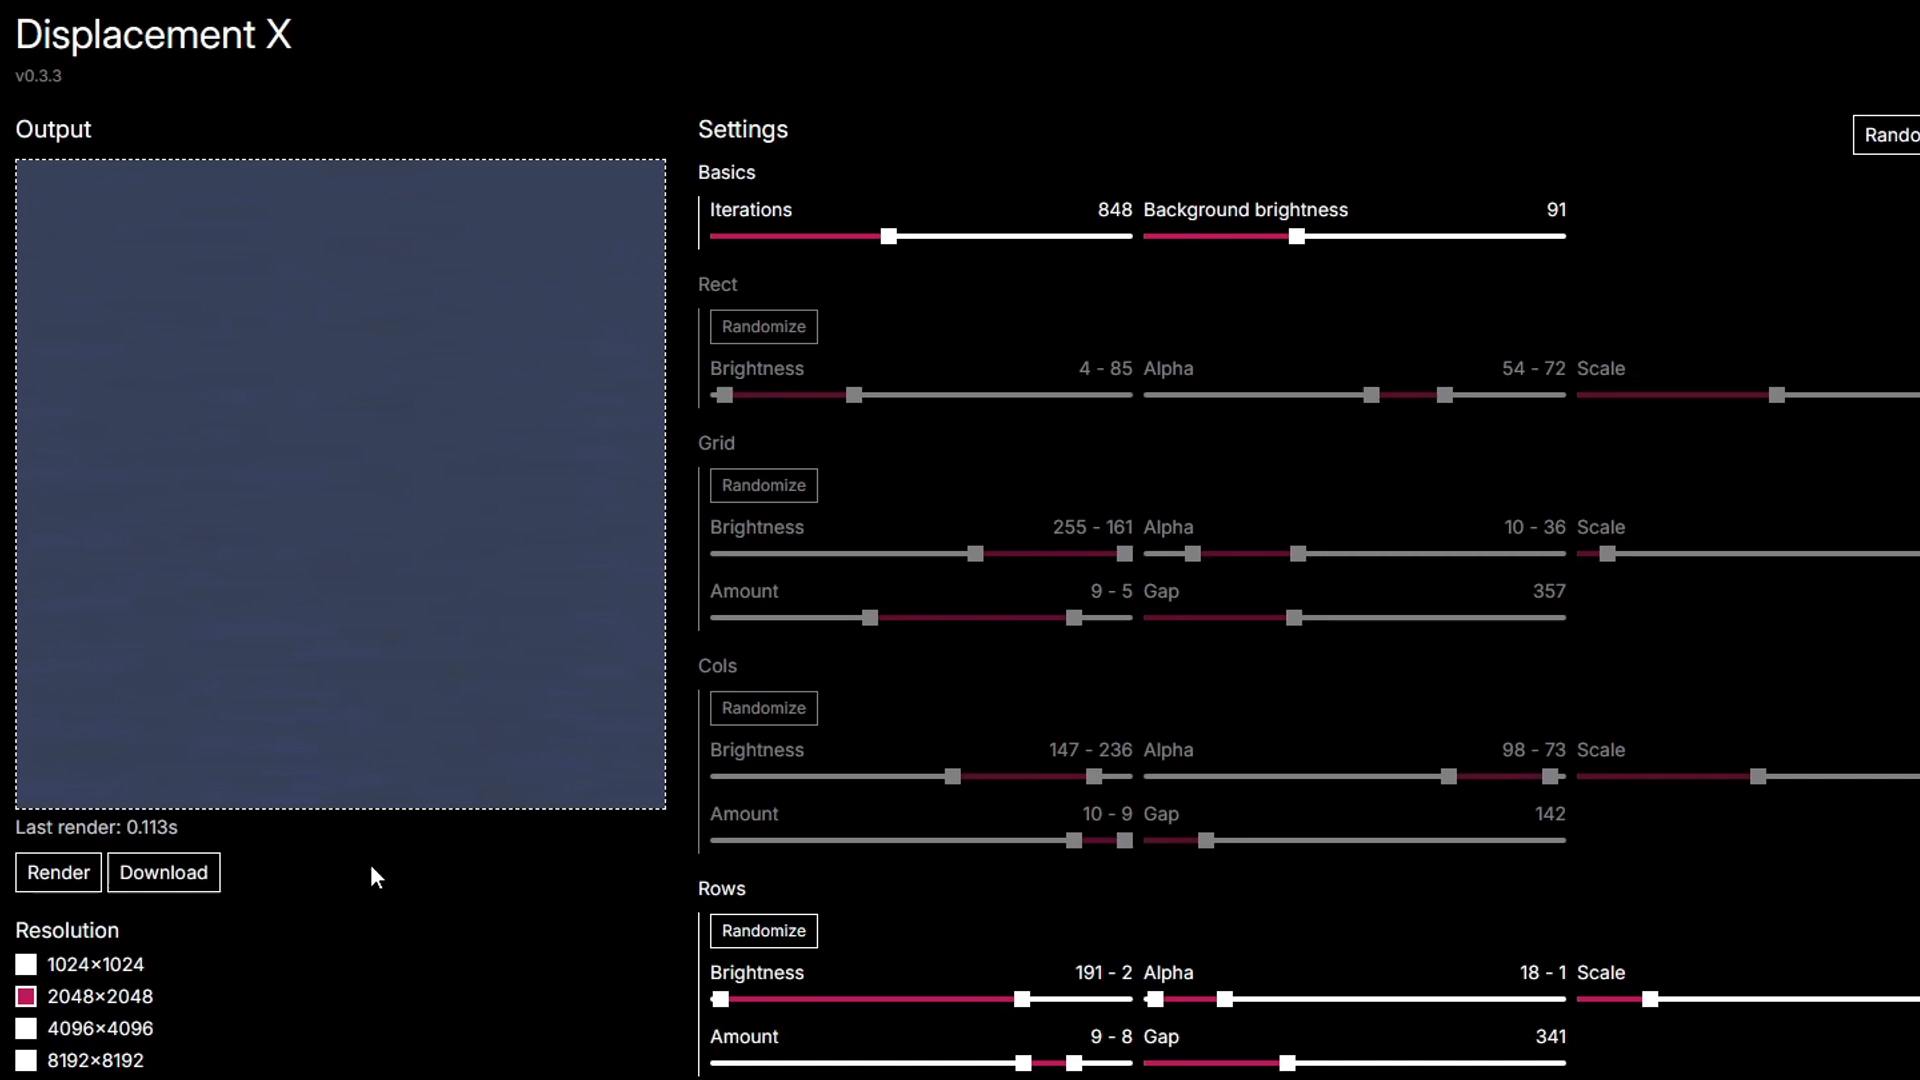 Displacement X
v0.3.3
Output
Settings
Rando
Basics
Iterations 848 Background brightness 91
Rect
Randomize
Brightness 4 - 85 Alpha 54 - 72 Scale
Grid
Randomize
Brightness 255 - 161 Alpha 10 - 36 Scale
Amount 9 - 5 Gap 357
Cols
Randomize
Brightness 147 - 236 Alpha 98 - 73 Scale
Amount 10 - 9 Gap 142
Last render: 0.113s
Render Download
Rows
Randomize
Resolution
1024×1024
2048×2048
4096×4096
8192×8192
Brightness 191 - 2 Alpha 18 - 1 Scale
Amount 9 - 8 Gap 341